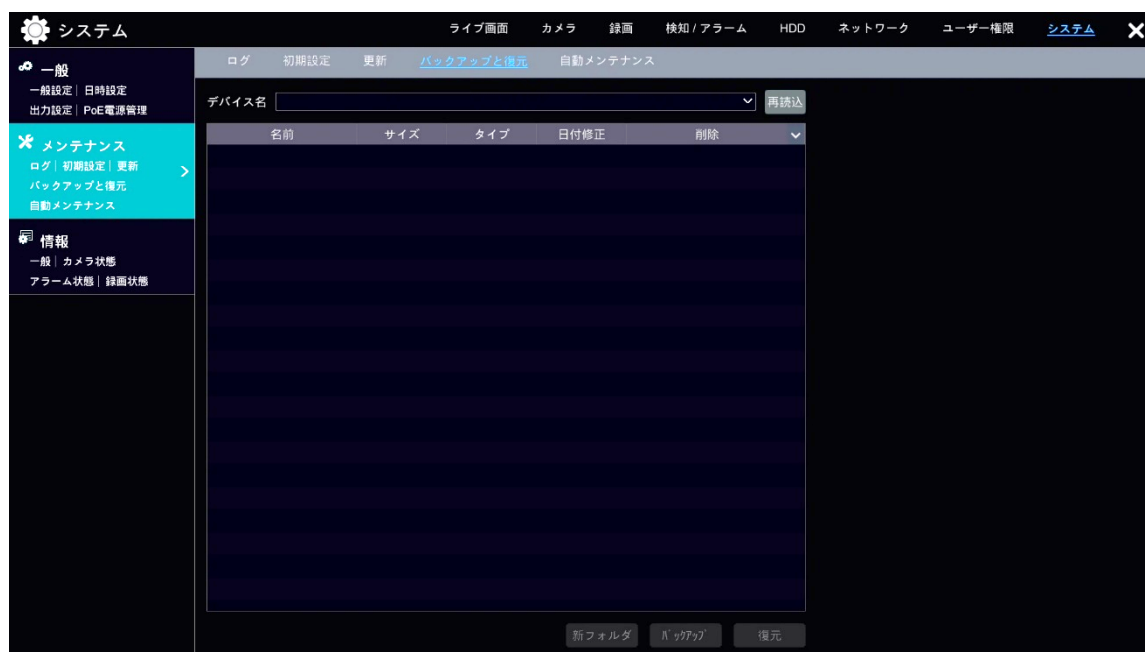 システム
ライブ画面 カメラ 録画 検知 / アラーム HDD ネットワーク ユーザー権限 システム
一般
一般設定 | 日時設定
出力設定 | PoE電源管理
メンテナンス
ログ | 初期設定 | 更新
バックアップと復元
自動メンテナンス
情報
一般 | カメラ状態
アラーム状態 | 録画状態
ログ 初期設定 更新 バックアップと復元 自動メンテナンス
デバイス名 再読込
名前 サイズ タイプ 日付修正 削除
新フォルダ ﾊﾞｯｸｱｯﾌﾟ 復元